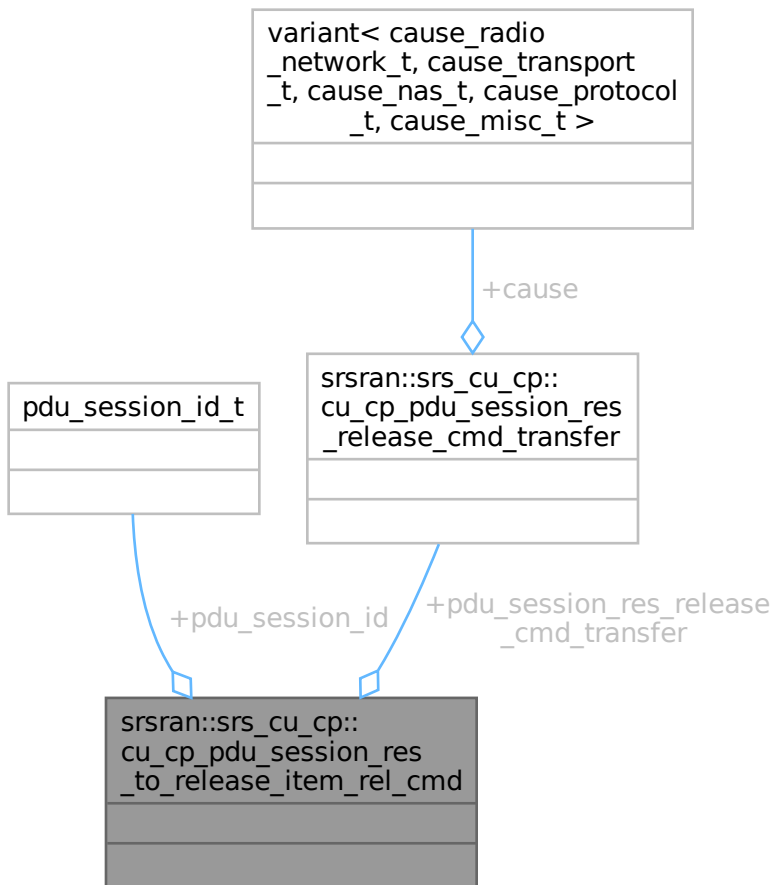 variant< cause_radio
_network_t, cause_transport
_t, cause_nas_t, cause_protocol
_t, cause_misc_t >
+cause
srsran::srs_cu_cp::
cu_cp_pdu_session_res
_release_cmd_transfer
pdu_session_id_t
+pdu_session_id
+pdu_session_res_release
_cmd_transfer
srsran::srs_cu_cp::
cu_cp_pdu_session_res
_to_release_item_rel_cmd